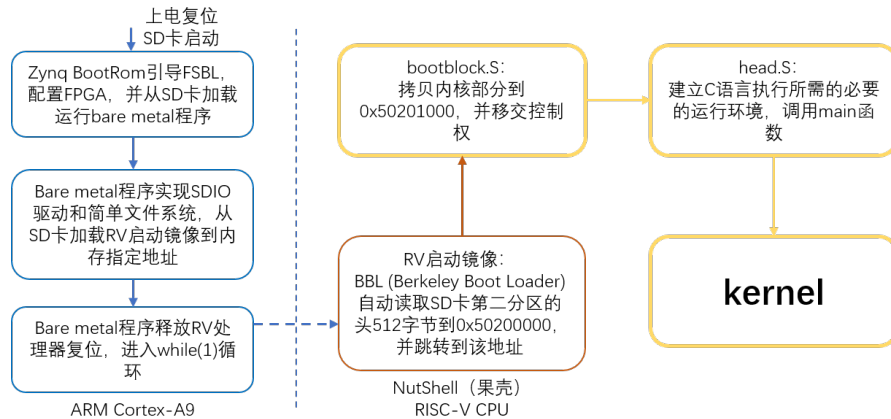 上电复位
SD卡启动
Zynq BootRom引导FSBL,
配置FPGA，并从SD卡加载
运行bare metal程序
Bare metal程序实现SDIO
驱动和简单文件系统，从
SD卡加载RV启动镜像到内
存指定地址
Bare metal程序释放RV处
理器复位，进入while(1)循
环
ARM Cortex-A9
bootblock.S:
拷贝内核部分到
0x50201000，并移交控制
权
RV启动镜像：
BBL (Berkeley Boot Loader)
自动读取SD卡第二分区的
头512字节到0x50200000，
并跳转到该地址
NutShell（果壳）
RISC-V CPU
head.S:
建立C语言执行所需的必要
的运行环境，调用main函
数
kernel